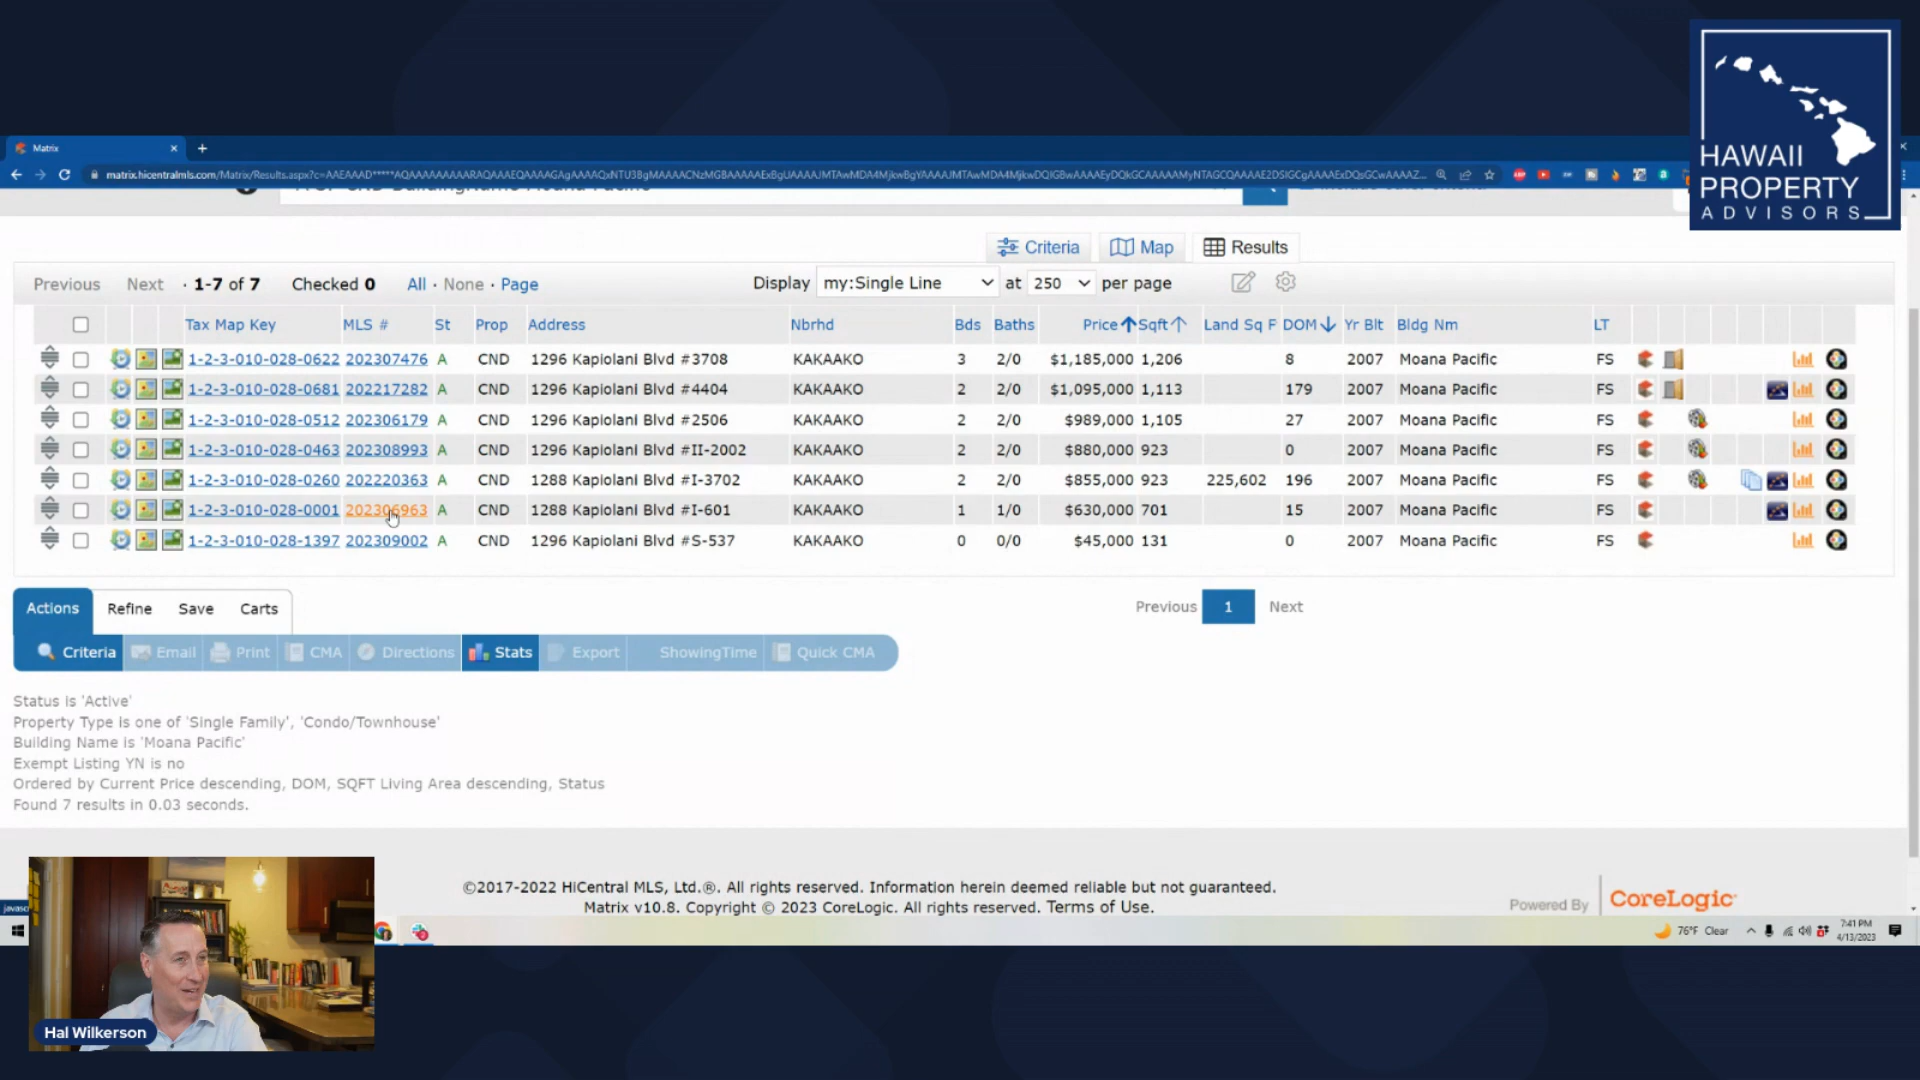 HAWAII
PROPERTY
ADVISORS
Matrix
Criteria Map Results
Previous Next · 1-7 of 7 Checked 0 All · None · Page Display my:Single Line at 250 per page
Tax Map Key MLS # St Prop Address Nbrhd Bds Baths Price Sqft Land Sq F DOM Yr Blt Bldg Nm LT
1-2-3-010-028-0622 202307476 A CND 1296 Kapiolani Blvd #3708 KAKAAKO 3 2/0 $1,185,000 1,206 8 2007 Moana Pacific FS
1-2-3-010-028-0681 202217282 A CND 1296 Kapiolani Blvd #4404 KAKAAKO 2 2/0 $1,095,000 1,113 179 2007 Moana Pacific FS
1-2-3-010-028-0512 202306179 A CND 1296 Kapiolani Blvd #2506 KAKAAKO 2 2/0 $989,000 1,105 27 2007 Moana Pacific FS
1-2-3-010-028-0463 202308993 A CND 1296 Kapiolani Blvd #II-2002 KAKAAKO 2 2/0 $880,000 923 0 2007 Moana Pacific FS
1-2-3-010-028-0260 202220363 A CND 1288 Kapiolani Blvd #I-3702 KAKAAKO 2 2/0 $855,000 923 225,602 196 2007 Moana Pacific FS
1-2-3-010-028-0001 202306963 A CND 1288 Kapiolani Blvd #I-601 KAKAAKO 1 1/0 $630,000 701 15 2007 Moana Pacific FS
1-2-3-010-028-1397 202309002 A CND 1296 Kapiolani Blvd #S-537 KAKAAKO 0 0/0 $45,000 131 0 2007 Moana Pacific FS
Actions Refine Save Carts
Previous 1 Next
Criteria Email Print CMA Directions Stats Export ShowingTime Quick CMA
Status is 'Active'
Property Type is one of 'Single Family', 'Condo/Townhouse'
Building Name is 'Moana Pacific'
Exempt Listing YN is no
Ordered by Current Price descending, DOM, SQFT Living Area descending, Status
Found 7 results in 0.03 seconds.
©2017-2022 HiCentral MLS, Ltd.®. All rights reserved. Information herein deemed reliable but not guaranteed.
Matrix v10.8. Copyright © 2023 CoreLogic. All rights reserved. Terms of Use.
Powered By CoreLogic
javasc
76°F Clear
7:41 PM
4/13/2023
Hal Wilkerson